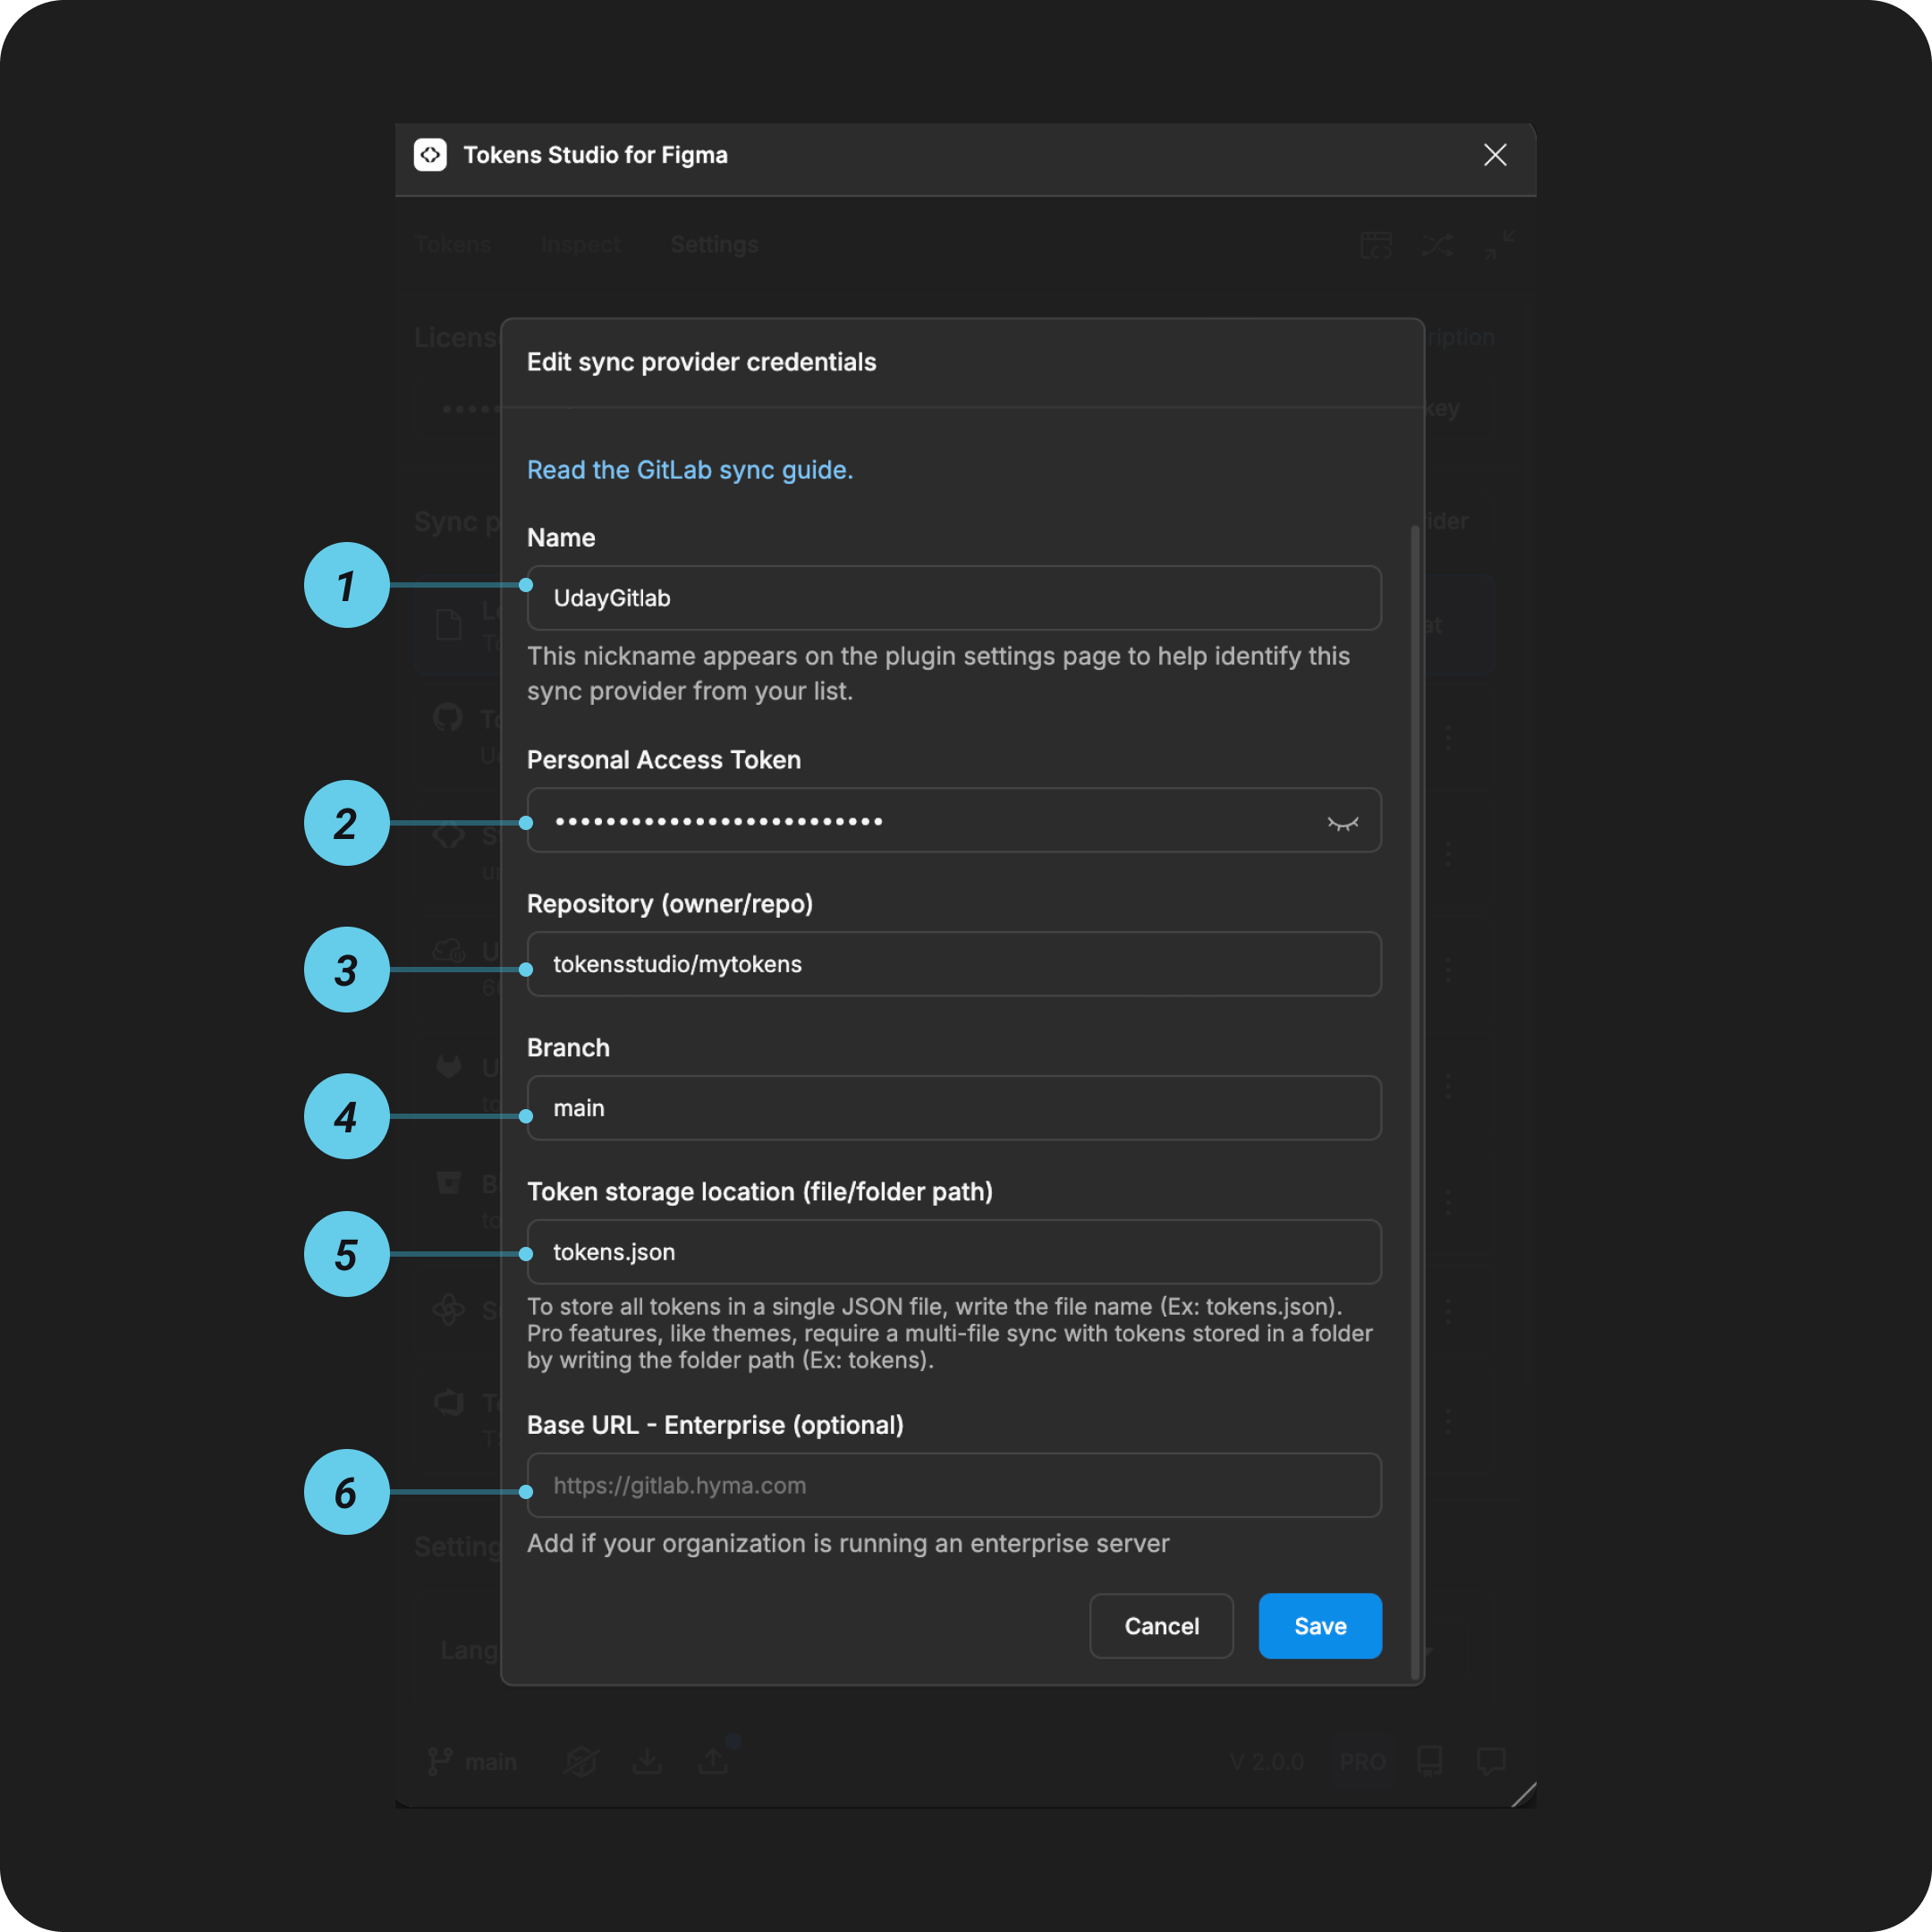 Tokens Studio for Figma
Tokens Inspect Settings
Edit sync provider credentials
Read the GitLab sync guide.
Name
1
UdayGitlab
This nickname appears on the plugin settings page to help identify this
sync provider from your list.
Personal Access Token
2
••••••••••••••••••••••••••
Repository (owner/repo)
3
tokensstudio/mytokens
Branch
4
main
Token storage location (file/folder path)
5
tokens.json
To store all tokens in a single JSON file, write the file name (Ex: tokens.json).
Pro features, like themes, require a multi-file sync with tokens stored in a folder
by writing the folder path (Ex: tokens).
Base URL - Enterprise (optional)
6
https://gitlab.hyma.com
Add if your organization is running an enterprise server
Cancel Save
main V 2.0.0 PRO